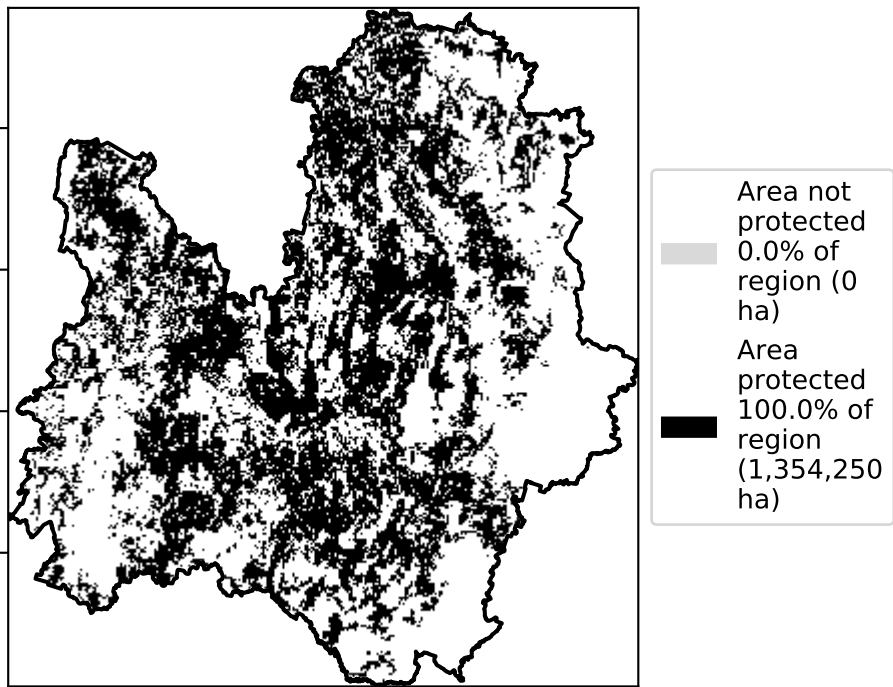 Area not
protected
0.0% of
region (0
ha)
Area
protected
100.0% of
region
(1,354,250
ha)